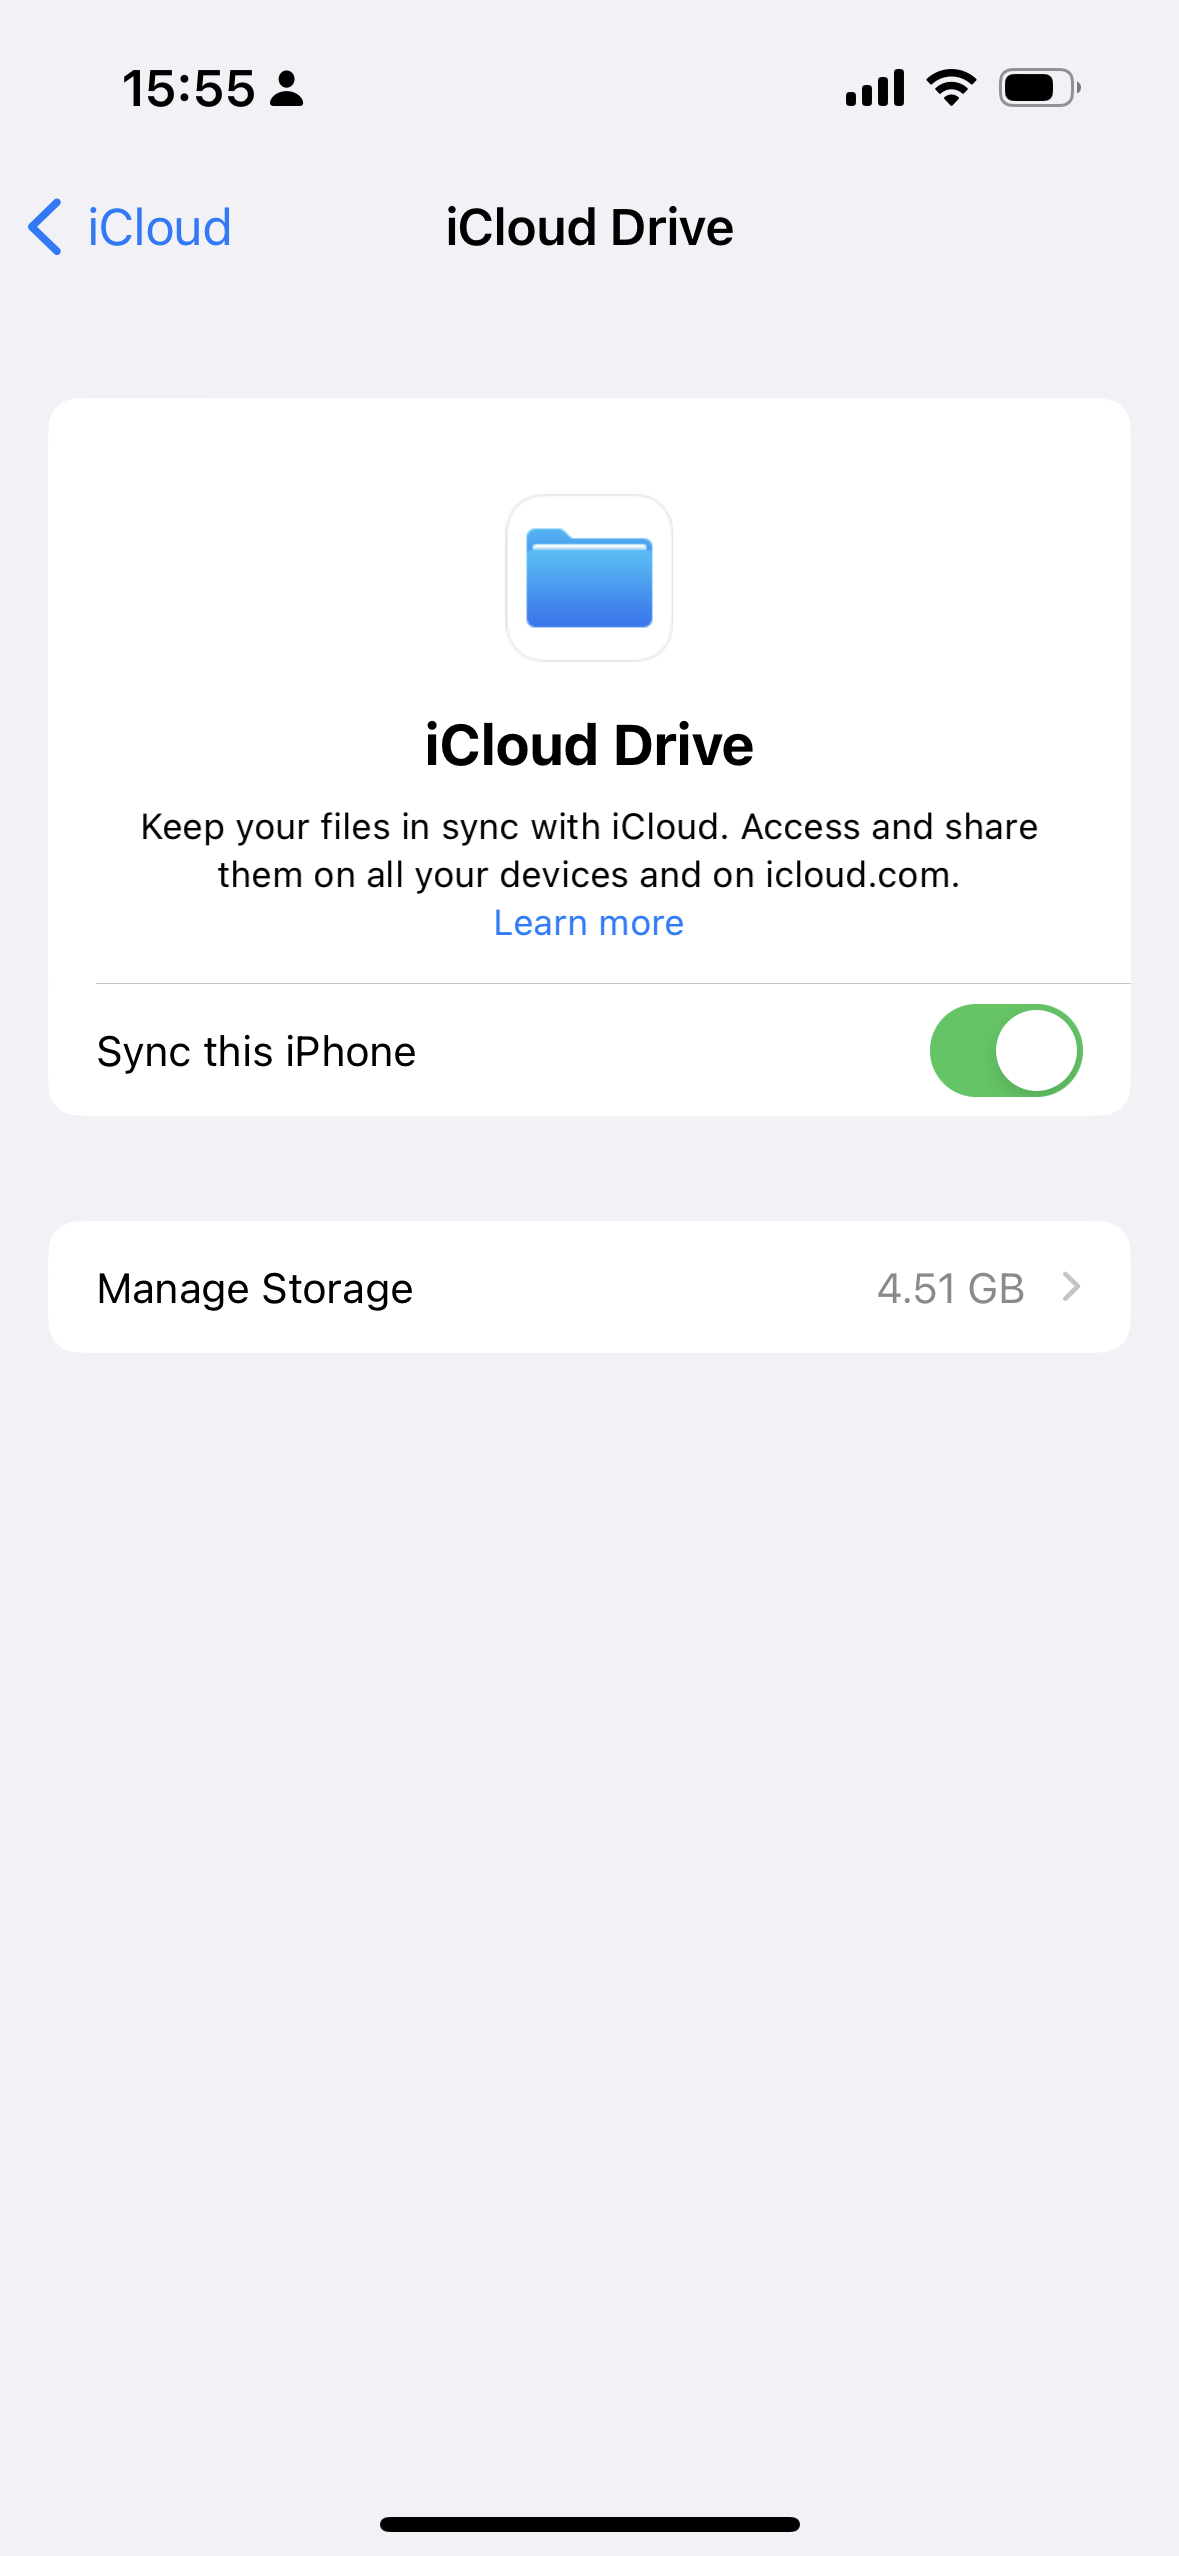 15:55
iCloud
iCloud Drive
iCloud Drive
Keep your files in sync with iCloud. Access and share
them on all your devices and on icloud.com.
Learn more
Sync this iPhone
Manage Storage 4.51 GB